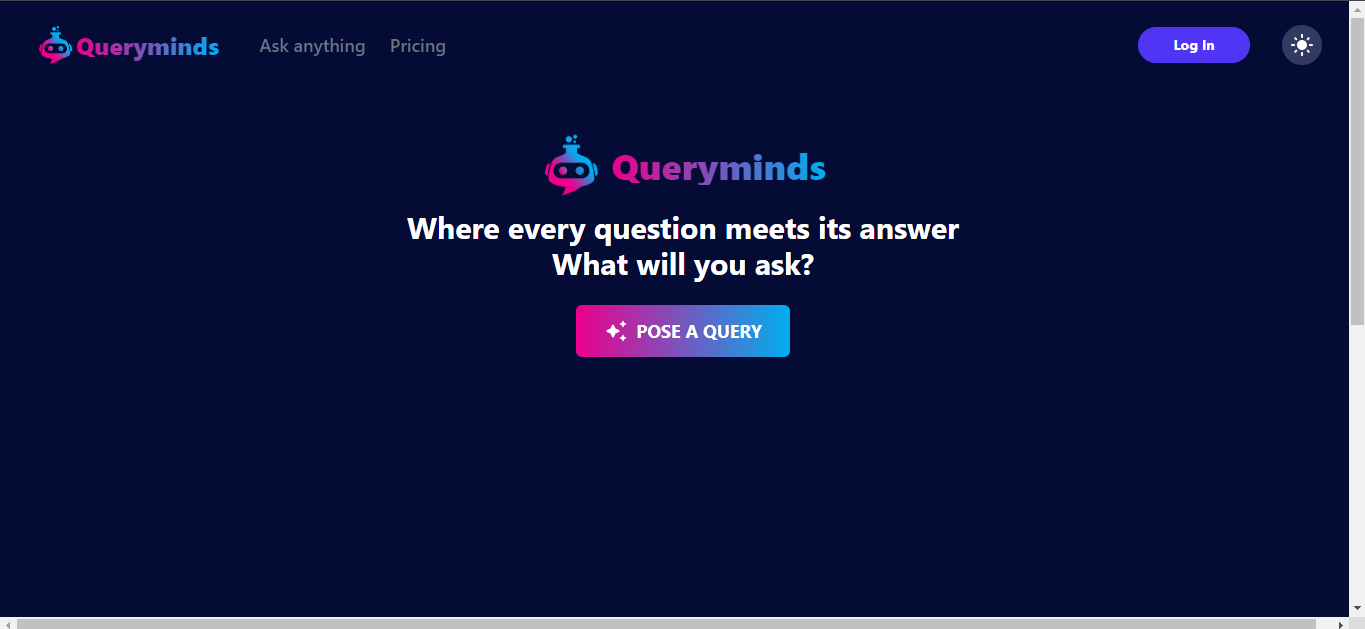 Queryminds
Ask anything
Pricing
Log In
Queryminds
Where every question meets its answer
What will you ask?
POSE A QUERY